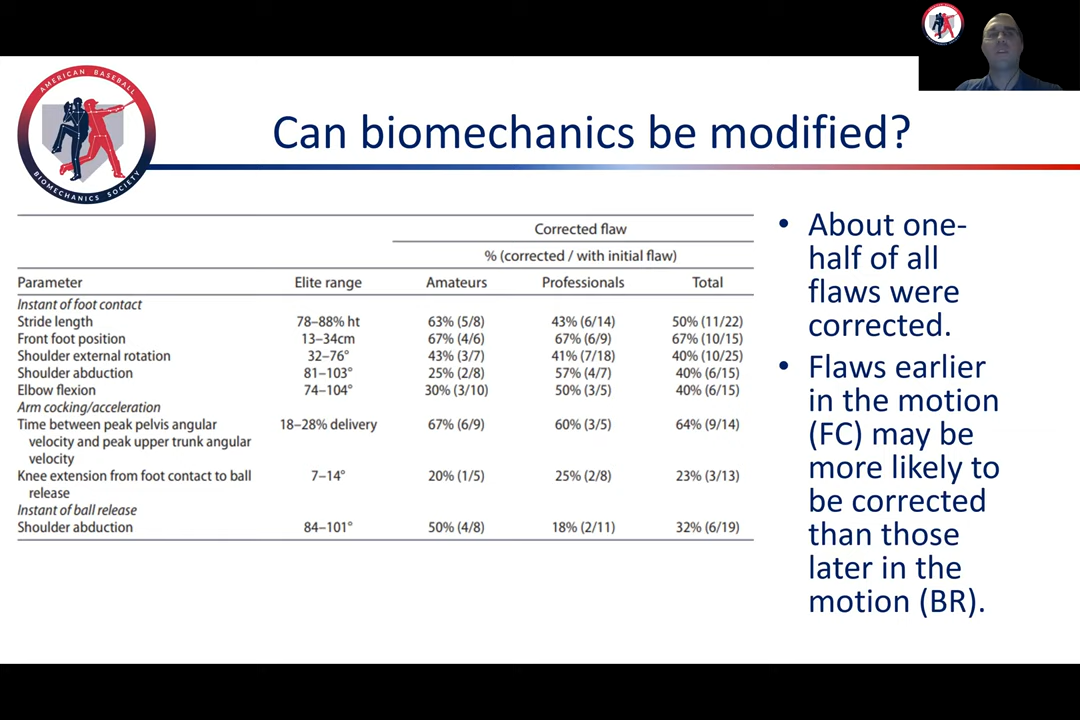 AMERICAN BASEBALL
BIOMECHANICS SOCIETY
Can biomechanics be modified?
Corrected flaw
% (corrected / with initial flaw)
Parameter Elite range Amateurs Professionals Total
Instant of foot contact
Stride length 78–88% ht 63% (5/8) 43% (6/14) 50% (11/22)
Front foot position 13–34cm 67% (4/6) 67% (6/9) 67% (10/15)
Shoulder external rotation 32–76° 43% (3/7) 41% (7/18) 40% (10/25)
Shoulder abduction 81–103° 25% (2/8) 57% (4/7) 40% (6/15)
Elbow flexion 74–104° 30% (3/10) 50% (3/5) 40% (6/15)
Arm cocking/acceleration
Time between peak pelvis angular 18–28% delivery 67% (6/9) 60% (3/5) 64% (9/14)
velocity and peak upper trunk angular
velocity
Knee extension from foot contact to ball 7–14° 20% (1/5) 25% (2/8) 23% (3/13)
release
Instant of ball release
Shoulder abduction 84–101° 50% (4/8) 18% (2/11) 32% (6/19)
• About one-
half of all
flaws were
corrected.
• Flaws earlier
in the motion
(FC) may be
more likely to
be corrected
than those
later in the
motion (BR).